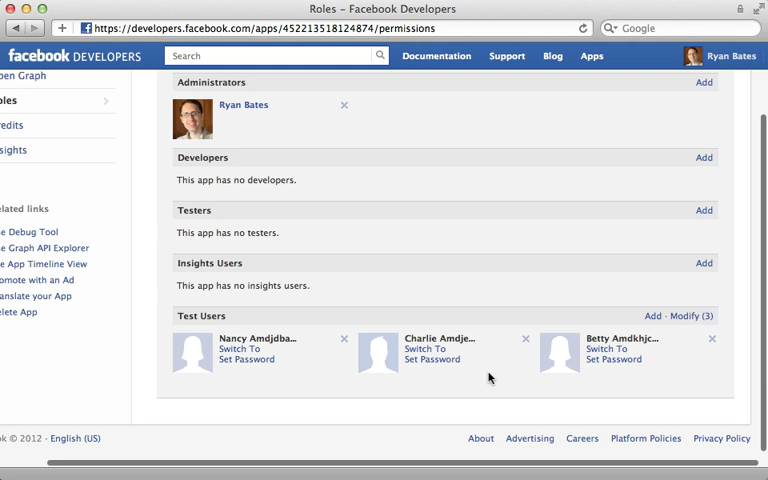 Roles – Facebook Developers
https://developers.facebook.com/apps/452213518124874/permissions
Google
facebook DEVELOPERS
Search
Documentation
Support
Blog
Apps
Ryan Bates
pen Graph
oles
redits
sights
elated links
e Debug Tool
e Graph API Explorer
e App Timeline View
omote with an Ad
anslate your App
elete App
Administrators
Add
Ryan Bates
Developers
Add
This app has no developers.
Testers
Add
This app has no testers.
Insights Users
Add
This app has no insights users.
Test Users
Add · Modify (3)
Nancy Amdjdba...
Switch To
Set Password
Charlie Amdje...
Switch To
Set Password
Betty Amdkhjc...
Switch To
Set Password
ok © 2012 · English (US)
About
Advertising
Careers
Platform Policies
Privacy Policy